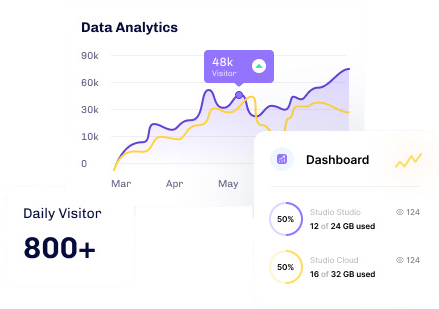 Data Analytics
90k
60k
30k
10k
0
48k
Visitor
Mar
Apr
May
Daily Visitor
800+
Dashboard
50%
Studio Studio
12 of 24 GB used
124
50%
Studio Cloud
16 of 32 GB used
124